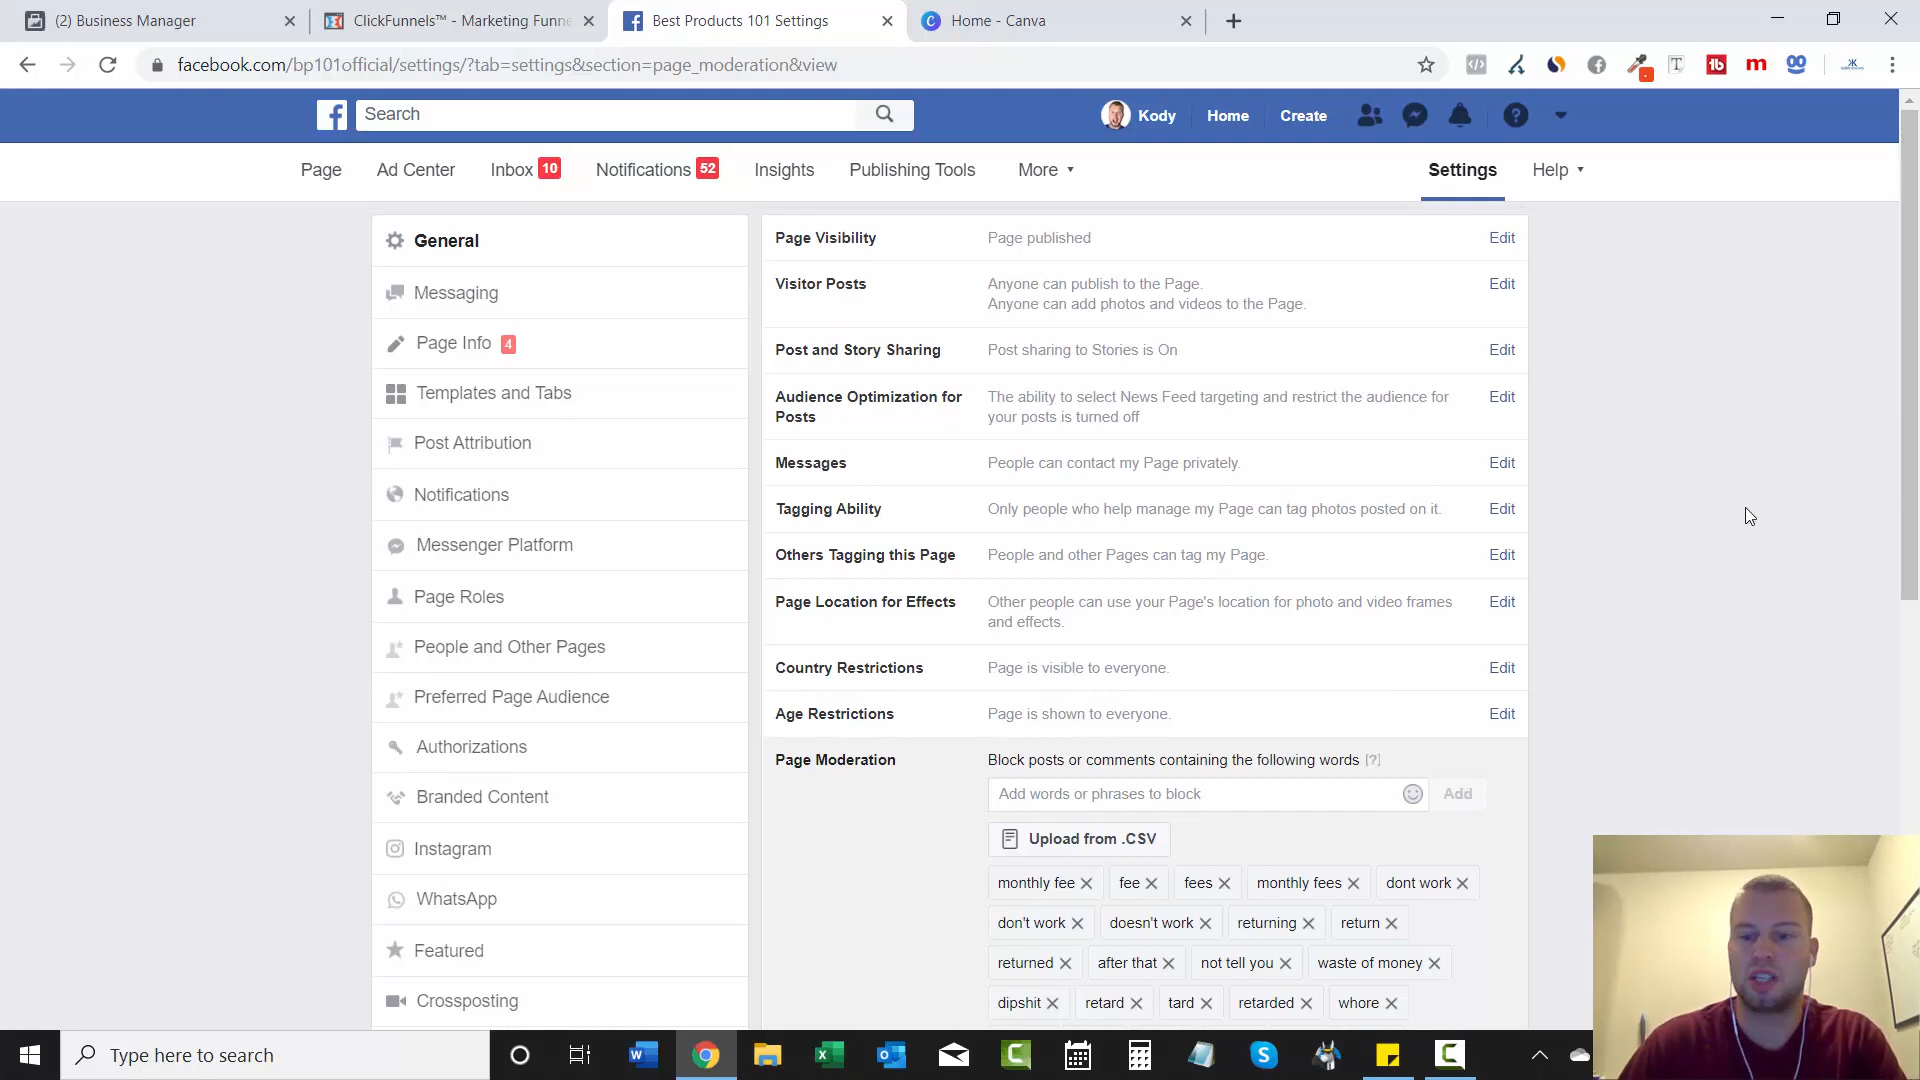 (2) Business Manager
ClickFunnels™ - Marketing Funne
Best Products 101 Settings
Home - Canva
facebook.com/bp101official/settings/?tab=settings&section=page_moderation&view
Search
Kody
Home
Create
Page
Ad Center
Inbox 10
Notifications 52
Insights
Publishing Tools
More
Settings
Help
General
Messaging
Page Info 4
Templates and Tabs
Post Attribution
Notifications
Messenger Platform
Page Roles
People and Other Pages
Preferred Page Audience
Authorizations
Branded Content
Instagram
WhatsApp
Featured
Crossposting
Page Visibility Page published Edit
Visitor Posts Anyone can publish to the Page. Edit
Anyone can add photos and videos to the Page.
Post and Story Sharing Post sharing to Stories is On Edit
Audience Optimization for The ability to select News Feed targeting and restrict the audience for Edit
Posts your posts is turned off
Messages People can contact my Page privately. Edit
Tagging Ability Only people who help manage my Page can tag photos posted on it. Edit
Others Tagging this Page People and other Pages can tag my Page. Edit
Page Location for Effects Other people can use your Page's location for photo and video frames Edit
and effects.
Country Restrictions Page is visible to everyone. Edit
Age Restrictions Page is shown to everyone. Edit
Page Moderation Block posts or comments containing the following words [?]
Add words or phrases to block Add
Upload from .CSV
monthly fee fee fees monthly fees dont work
don't work doesn't work returning return
returned after that not tell you waste of money
dipshit retard tard retarded whore
Type here to search